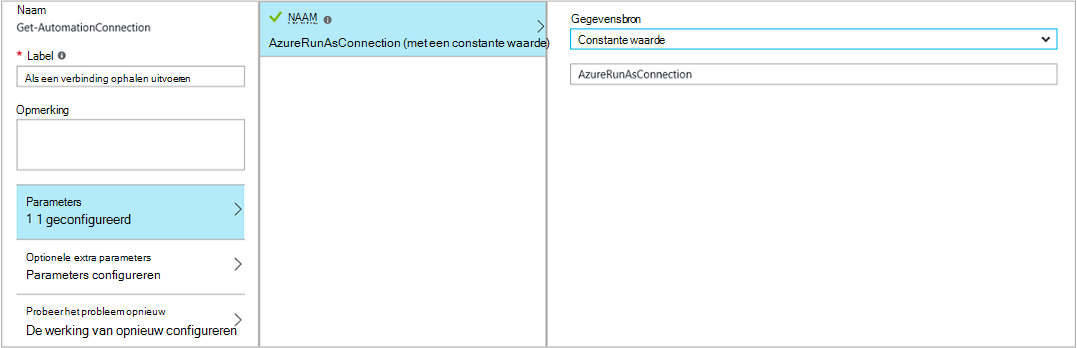 Naam
Get-AutomationConnection
* Label
Als een verbinding ophalen uitvoeren
Opmerking
Parameters
1 1 geconfigureerd
Optionele extra parameters
Parameters configureren
Probeer het probleem opnieuw
De werking van opnieuw configureren
NAAM
AzureRunAsConnection (met een constante waarde)
Gegevensbron
Constante waarde
AzureRunAsConnection